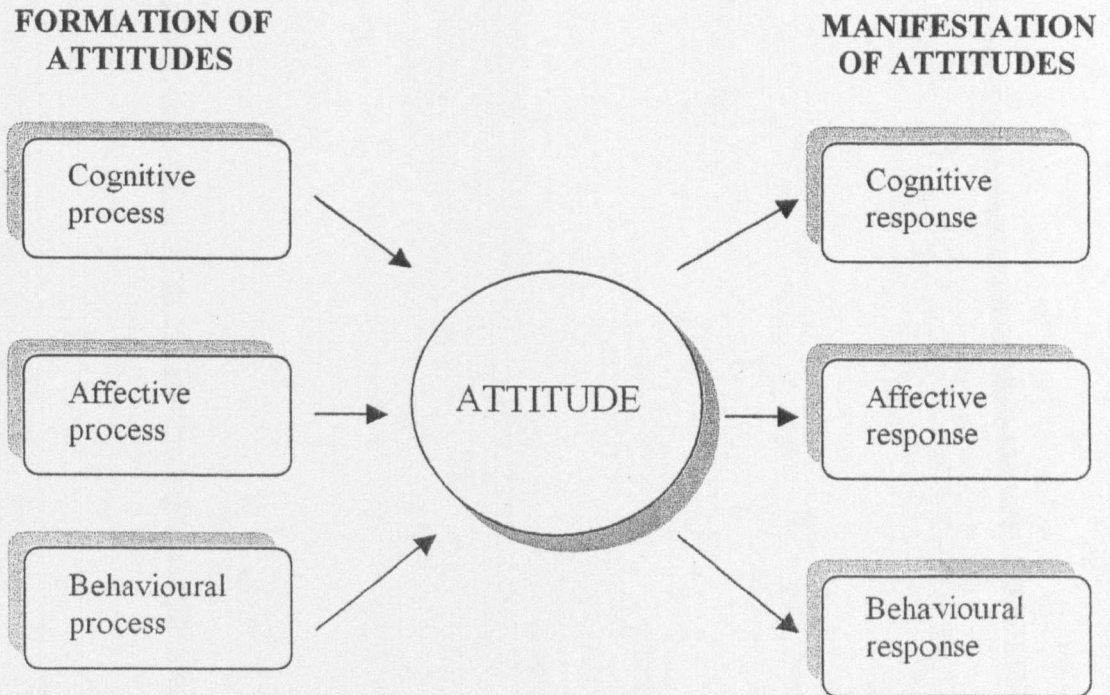 FORMATION OF
ATTITUDES
MANIFESTATION
OF ATTITUDES
Cognitive
process
Cognitive
response
Affective
process
ATTITUDE
Affective
response
Behavioural
process
Behavioural
response